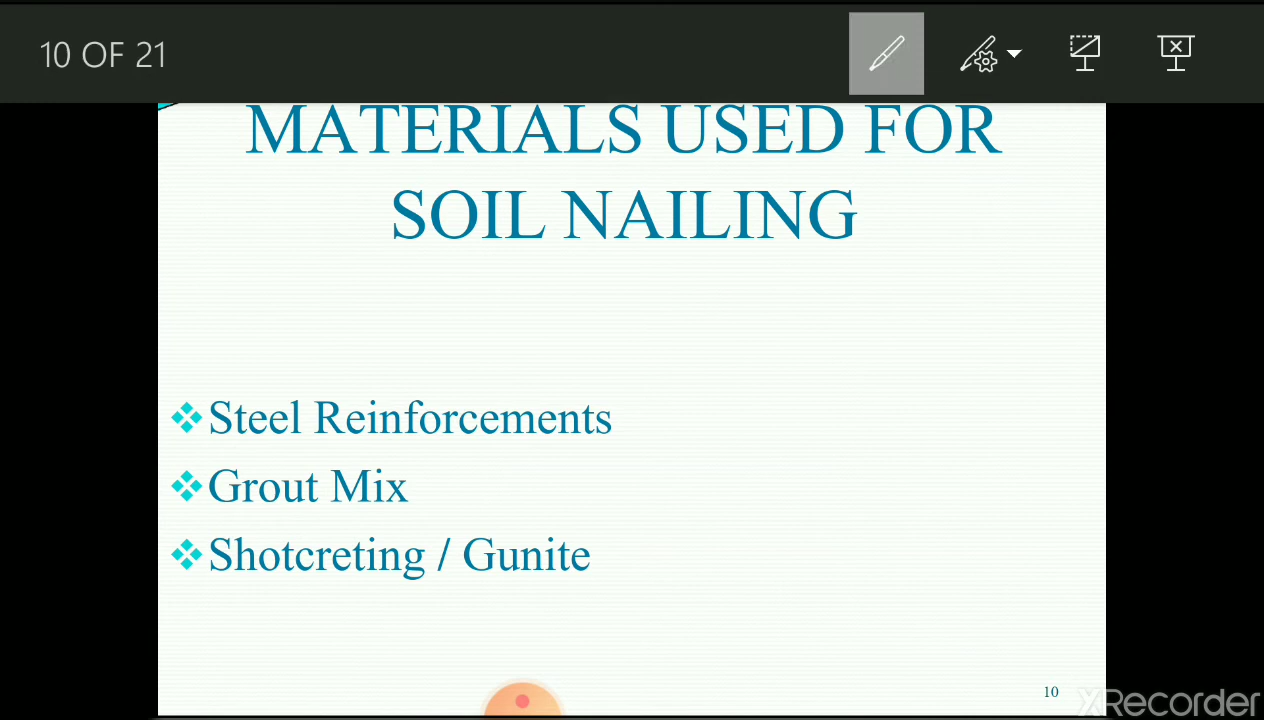 10 OF 21
MATERIALS USED FOR
SOIL NAILING
Steel Reinforcements
Grout Mix
Shotcreting / Gunite
10
XRecorder